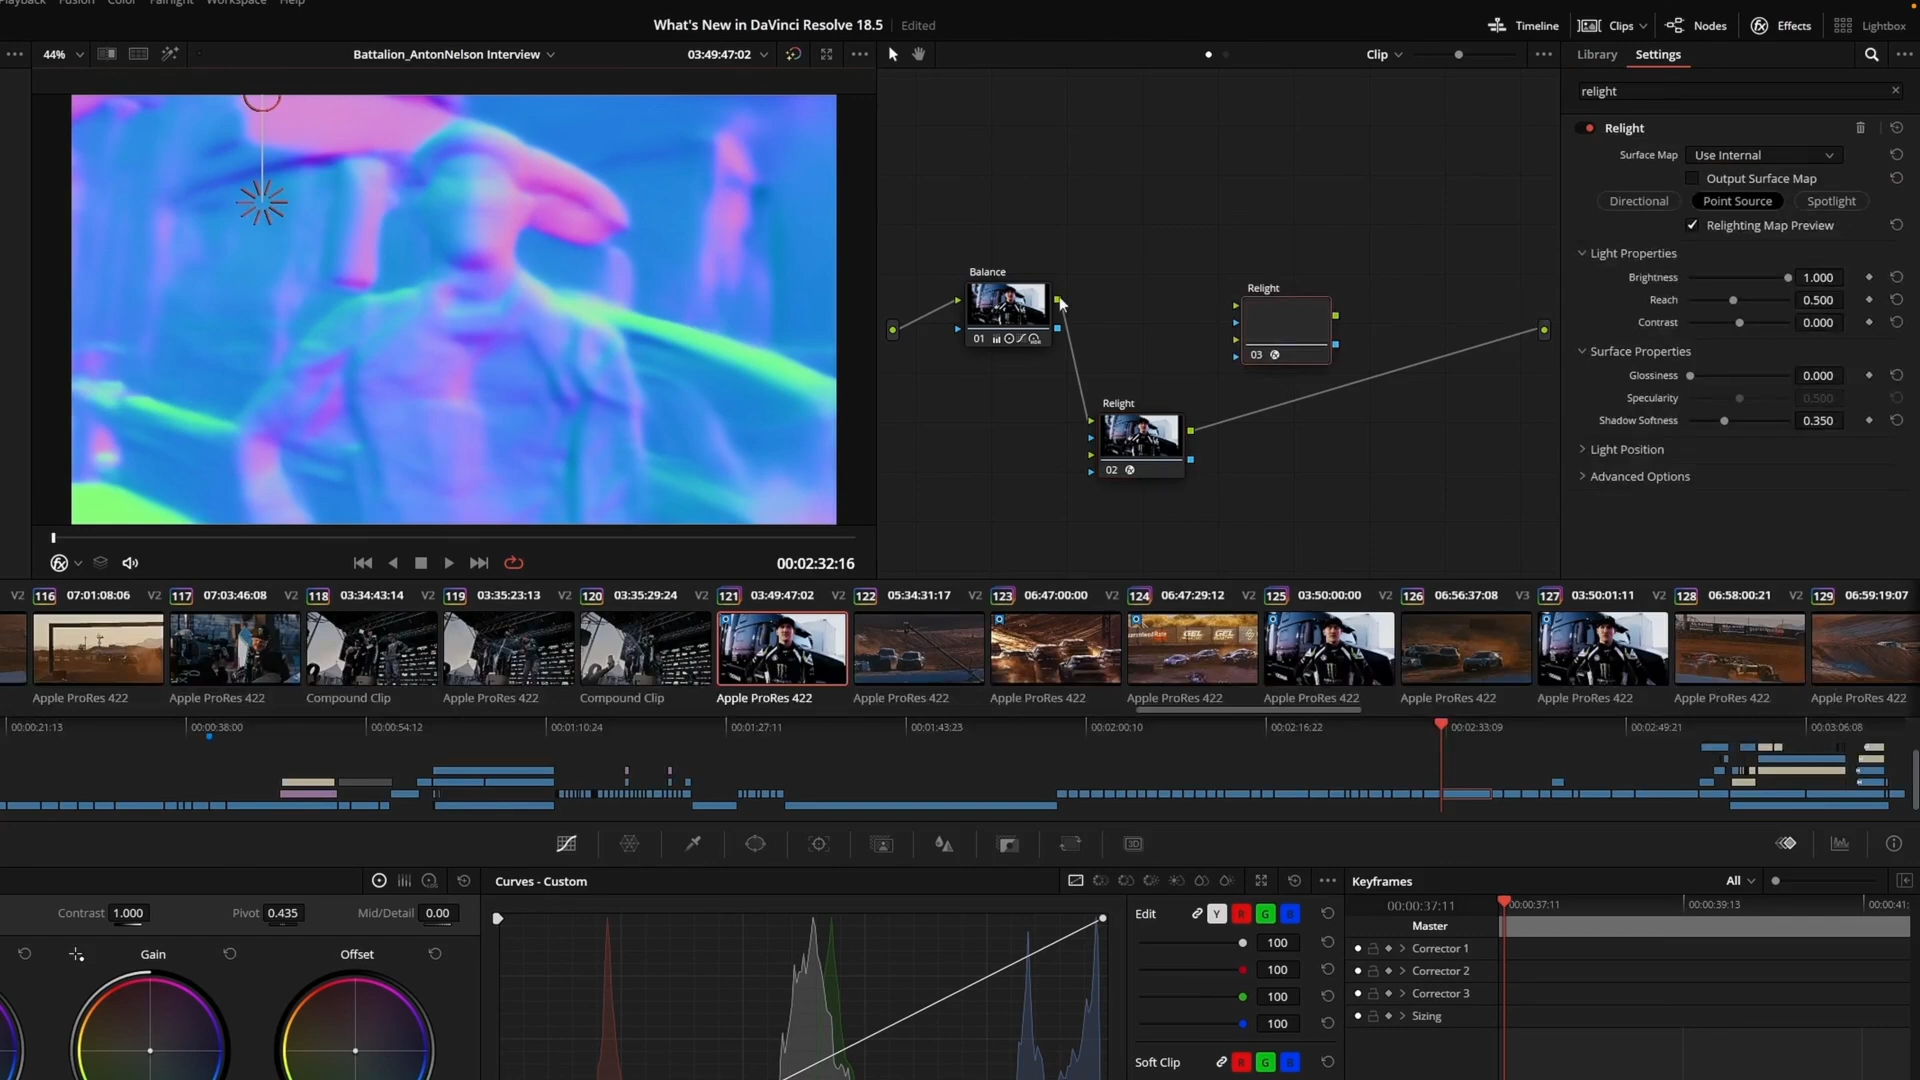 Playback Fusion Color Fairlight Workspace Help
What's New in DaVinci Resolve 18.5 Edited
Timeline Clips Nodes Effects Lightbox
44% Battalion_AntonNelson Interview 03:49:47:02
Clip
Library Settings
relight
Relight
Surface Map Use Internal
Output Surface Map
Directional Point Source Spotlight
Relighting Map Preview
Light Properties
Brightness 1.000
Reach 0.500
Contrast 0.000
Surface Properties
Glossiness 0.000
Specularity 0.500
Shadow Softness 0.350
Light Position
Advanced Options
Balance
01
Relight
03
Relight
02
00:02:32:16
V2 116 07:01:08:06 V2 117 07:03:46:08 V2 118 03:34:43:14 V2 119 03:35:23:13 V2 120 03:35:29:24 V2 121 03:49:47:02 V2 122 05:34:31:17 V2 123 06:47:00:00 V2 124 06:47:29:12 V2 125 03:50:00:00 V2 126 06:56:37:08 V3 127 03:50:01:11 V2 128 06:58:00:21 V2 129 06:59:19:07
Apple ProRes 422 Apple ProRes 422 Compound Clip Apple ProRes 422 Compound Clip Apple ProRes 422 Apple ProRes 422 Apple ProRes 422 Apple ProRes 422 Apple ProRes 422 Apple ProRes 422 Apple ProRes 422 Apple ProRes 422 Apple ProRes 422
00:00:21:13 00:00:38:00 00:00:54:12 00:01:10:24 00:01:27:11 00:01:43:23 00:02:00:10 00:02:16:22 00:02:33:09 00:02:49:21 00:03:06:08
3D
Curves - Custom
Keyframes All
Contrast 1.000 Pivot 0.435 Mid/Detail 0.00
Gain Offset
Edit Y R G B
100
100
100
100
Soft Clip R G B
00:00:37:11 00:00:37:11 00:00:39:13 00:00:41:
Master
Corrector 1
Corrector 2
Corrector 3
Sizing